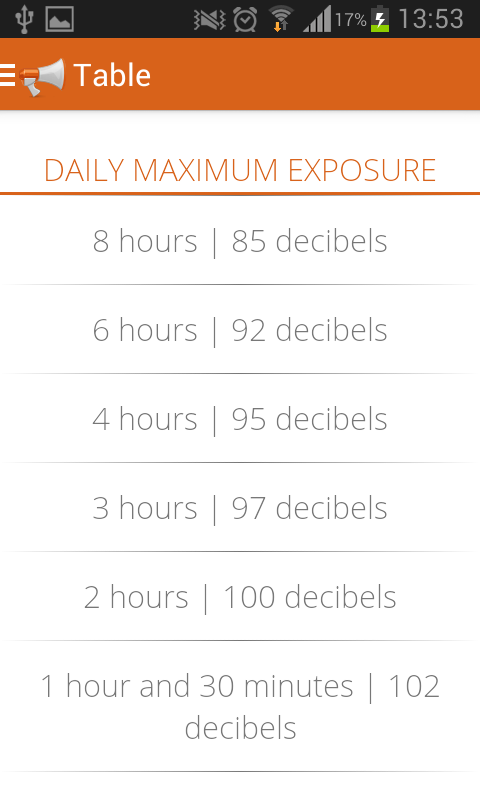 17% 13:53
Table
DAILY MAXIMUM EXPOSURE
8 hours | 85 decibels
6 hours | 92 decibels
4 hours | 95 decibels
3 hours | 97 decibels
2 hours | 100 decibels
1 hour and 30 minutes | 102
decibels